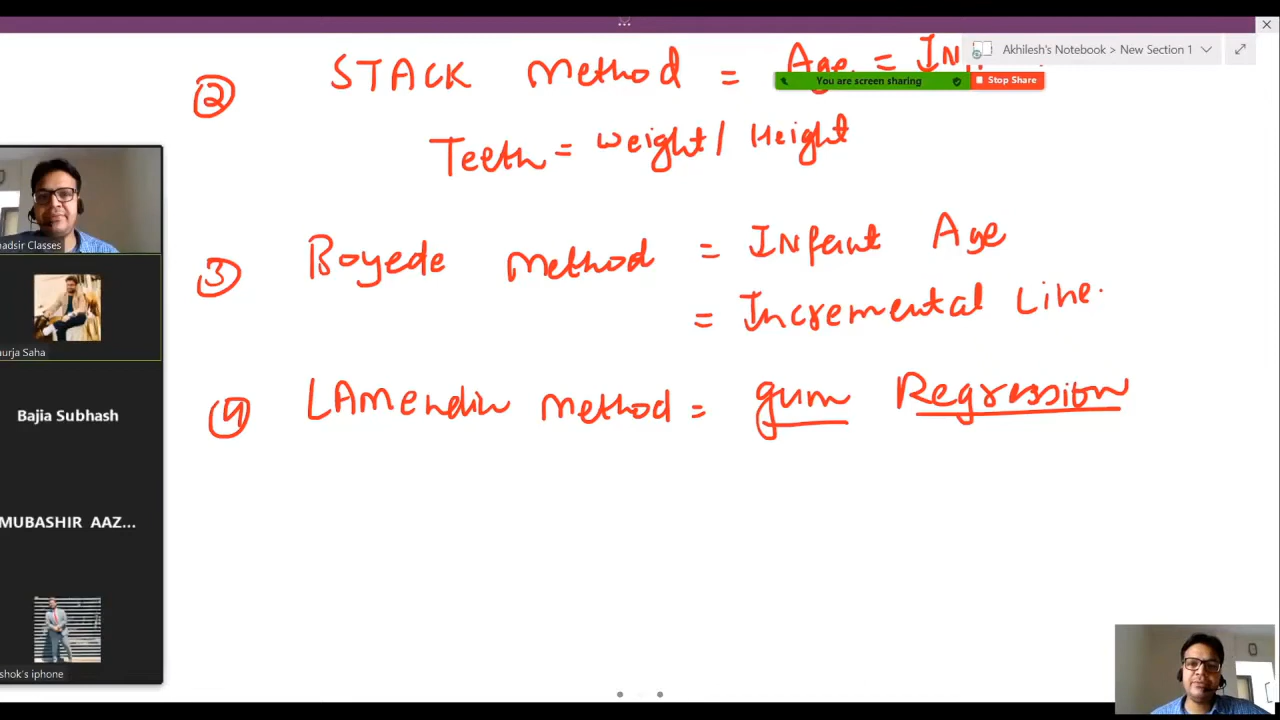 Akhilesh's Notebook > New Section 1
② STACK Method = Age =
You are screen sharing
Stop Share
Teeth = Weight / Height
③ Boyede Method = Infant Age
= Incremental Line.
④ LAmendin Method = gum Regression
adsir Classes
urja Saha
Bajia Subhash
MUBASHIR AAZ...
shok's iphone